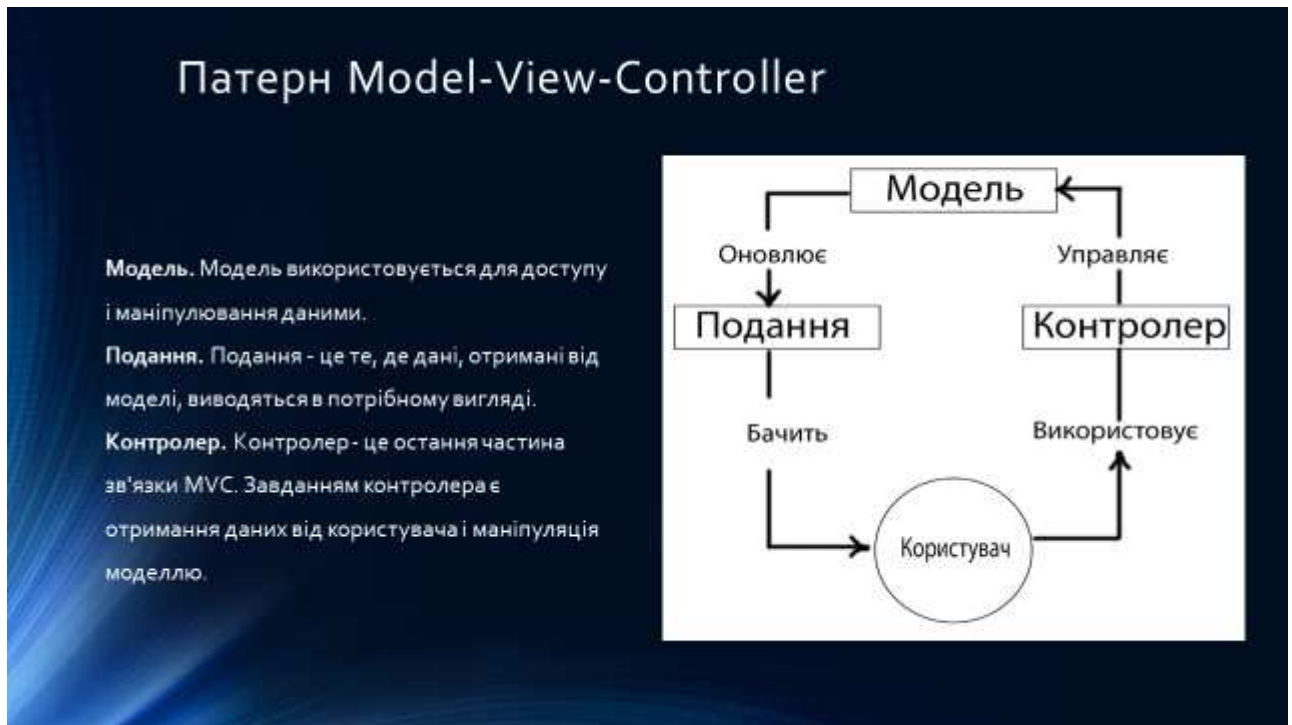 Патерн Model-View-Controller
Модель. Модель використовується для доступу
і маніпулювання даними.
Подання. Подання - це те, де дані, отримані від
моделі, виводяться в потрібному вигляді.
Контролер. Контролер - це остання частина
зв'язки MVC. Завданням контролера є
отримання даних від користувача і маніпуляція
моделлю.
Модель
Оновлює
Управляє
Подання
Контролер
Бачить
Використовує
Користувач